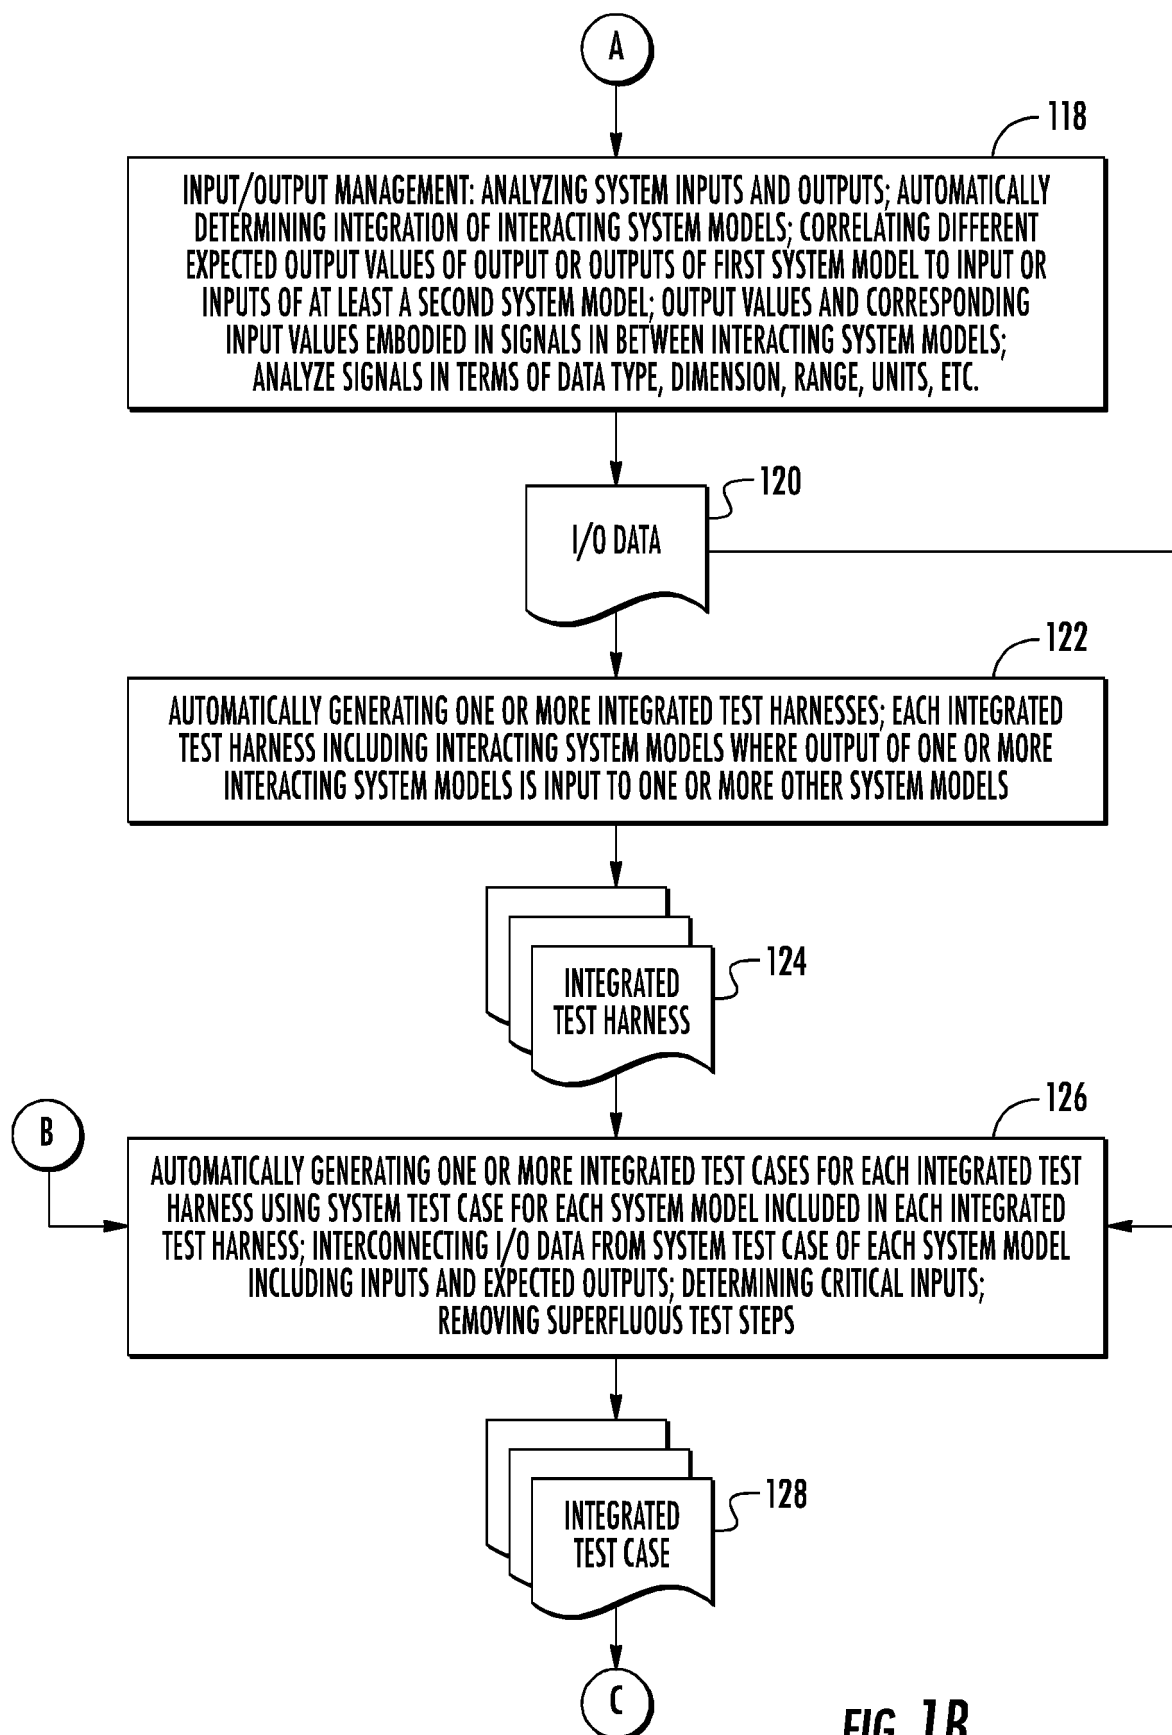 A
118
INPUT/OUTPUT MANAGEMENT: ANALYZING SYSTEM INPUTS AND OUTPUTS; AUTOMATICALLY
DETERMINING INTEGRATION OF INTERACTING SYSTEM MODELS; CORRELATING DIFFERENT
EXPECTED OUTPUT VALUES OF OUTPUT OR OUTPUTS OF FIRST SYSTEM MODEL TO INPUT OR
INPUTS OF AT LEAST A SECOND SYSTEM MODEL; OUTPUT VALUES AND CORRESPONDING
INPUT VALUES EMBODIED IN SIGNALS IN BETWEEN INTERACTING SYSTEM MODELS;
ANALYZE SIGNALS IN TERMS OF DATA TYPE, DIMENSION, RANGE, UNITS, ETC.
120
I/O DATA
122
AUTOMATICALLY GENERATING ONE OR MORE INTEGRATED TEST HARNESSES; EACH INTEGRATED
TEST HARNESS INCLUDING INTERACTING SYSTEM MODELS WHERE OUTPUT OF ONE OR MORE
INTERACTING SYSTEM MODELS IS INPUT TO ONE OR MORE OTHER SYSTEM MODELS
124
INTEGRATED
TEST HARNESS
126
B
AUTOMATICALLY GENERATING ONE OR MORE INTEGRATED TEST CASES FOR EACH INTEGRATED TEST
HARNESS USING SYSTEM TEST CASE FOR EACH SYSTEM MODEL INCLUDED IN EACH INTEGRATED
TEST HARNESS; INTERCONNECTING I/O DATA FROM SYSTEM TEST CASE OF EACH SYSTEM MODEL
INCLUDING INPUTS AND EXPECTED OUTPUTS; DETERMINING CRITICAL INPUTS;
REMOVING SUPERFLUOUS TEST STEPS
128
INTEGRATED
TEST CASE
C
FIG. 1B